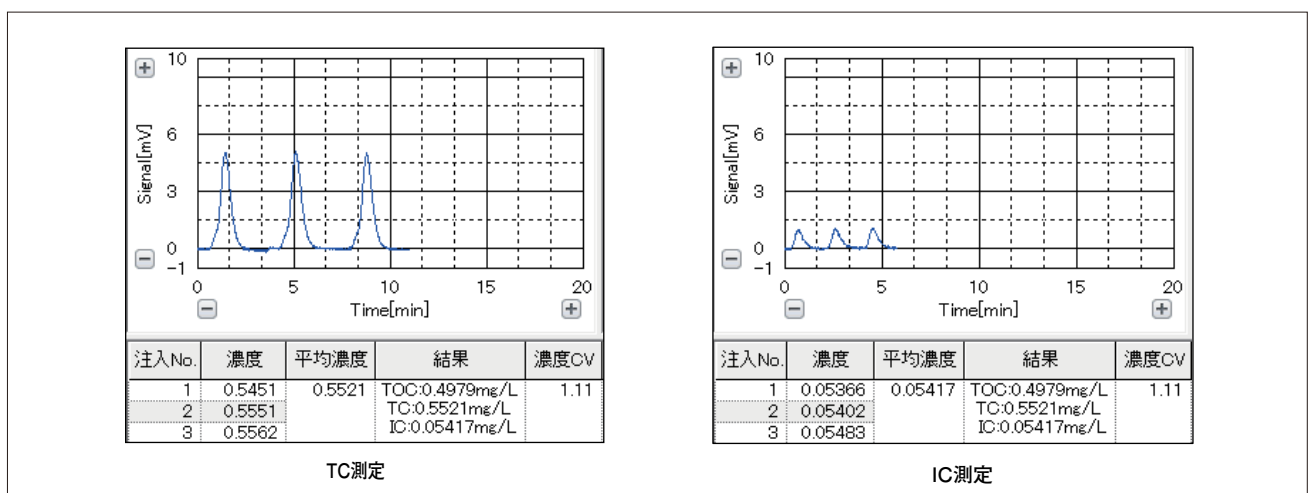 10
6
3
0
-1
Signal[mV]
0 5 10 15 20
Time[min]
注入No. 濃度 平均濃度 結果 濃度CV
1 0.5451 0.5521 TOC:0.4979mg/L 1.11
2 0.5551 TC:0.5521mg/L
3 0.5562 IC:0.05417mg/L
TC測定
10
6
3
0
-1
Signal[mV]
0 5 10 15 20
Time[min]
注入No. 濃度 平均濃度 結果 濃度CV
1 0.05366 0.05417 TOC:0.4979mg/L 1.11
2 0.05402 TC:0.5521mg/L
3 0.05483 IC:0.05417mg/L
IC測定